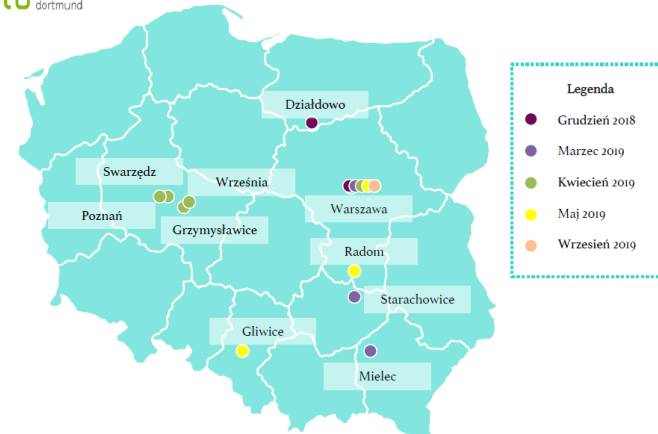 dortmund
Działdowo
Swarzędz
Września
Poznań
Grzymysławice
Warszawa
Radom
Starachowice
Gliwice
Mielec
Legenda
Grudzień 2018
Marzec 2019
Kwiecień 2019
Maj 2019
Wrzesień 2019